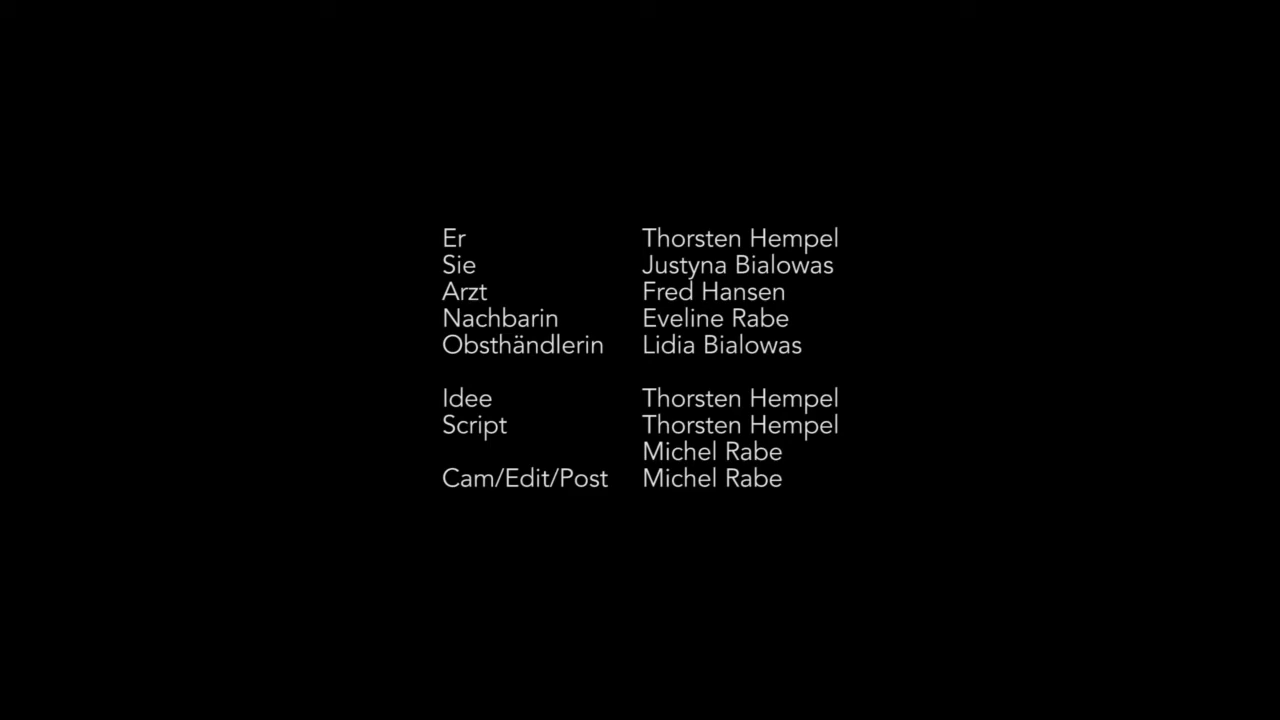 Er Thorsten Hempel
Sie Justyna Bialowas
Arzt Fred Hansen
Nachbarin Eveline Rabe
Obsthändlerin Lidia Bialowas
Idee Thorsten Hempel
Script Thorsten Hempel
Michel Rabe
Cam/Edit/Post Michel Rabe